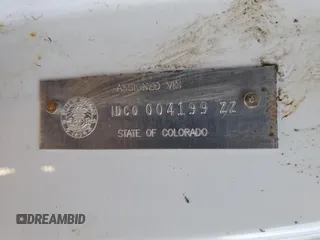 ASSIGNED VIN
IDCO 004199 ZZ
STATE OF COLORADO
DREAMBID